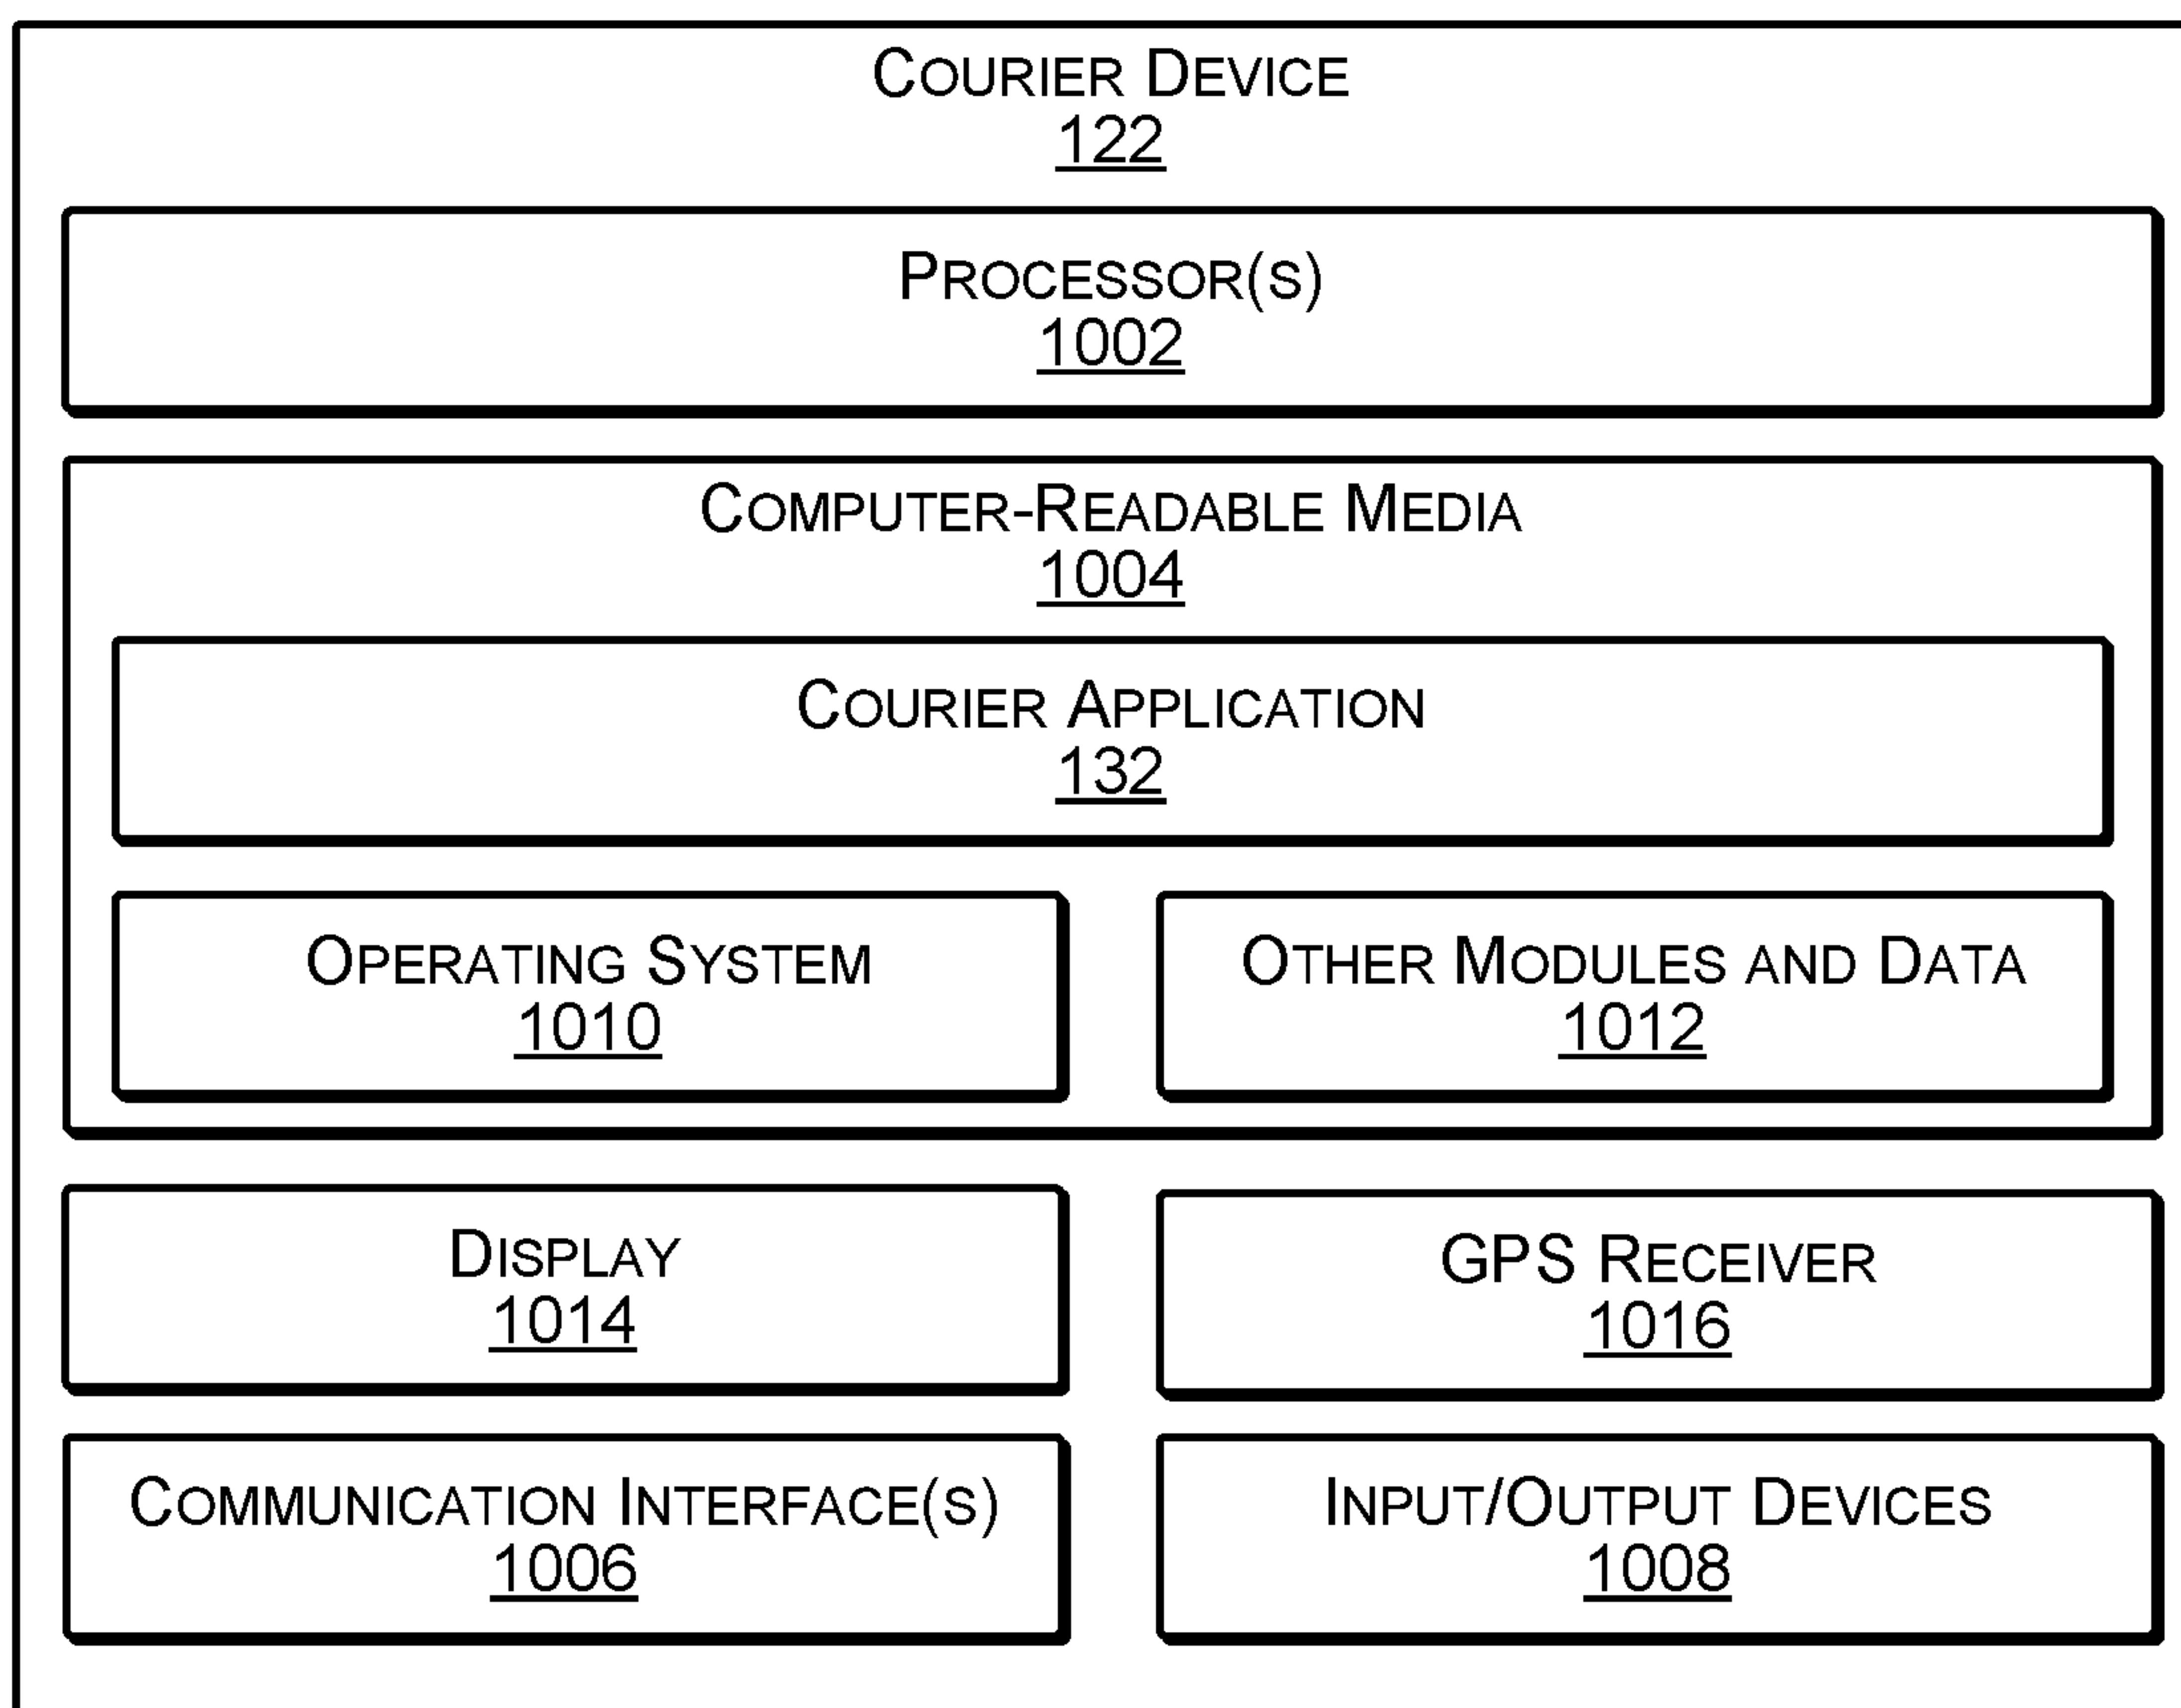 COURIER DEVICE
122
PROCESSOR(S)
1002
COMPUTER-READABLE MEDIA
1004
COURIER APPLICATION
132
OPERATING SYSTEM
1010
OTHER MODULES AND DATA
1012
DISPLAY
1014
GPS RECEIVER
1016
COMMUNICATION INTERFACE(S)
1006
INPUT/OUTPUT DEVICES
1008